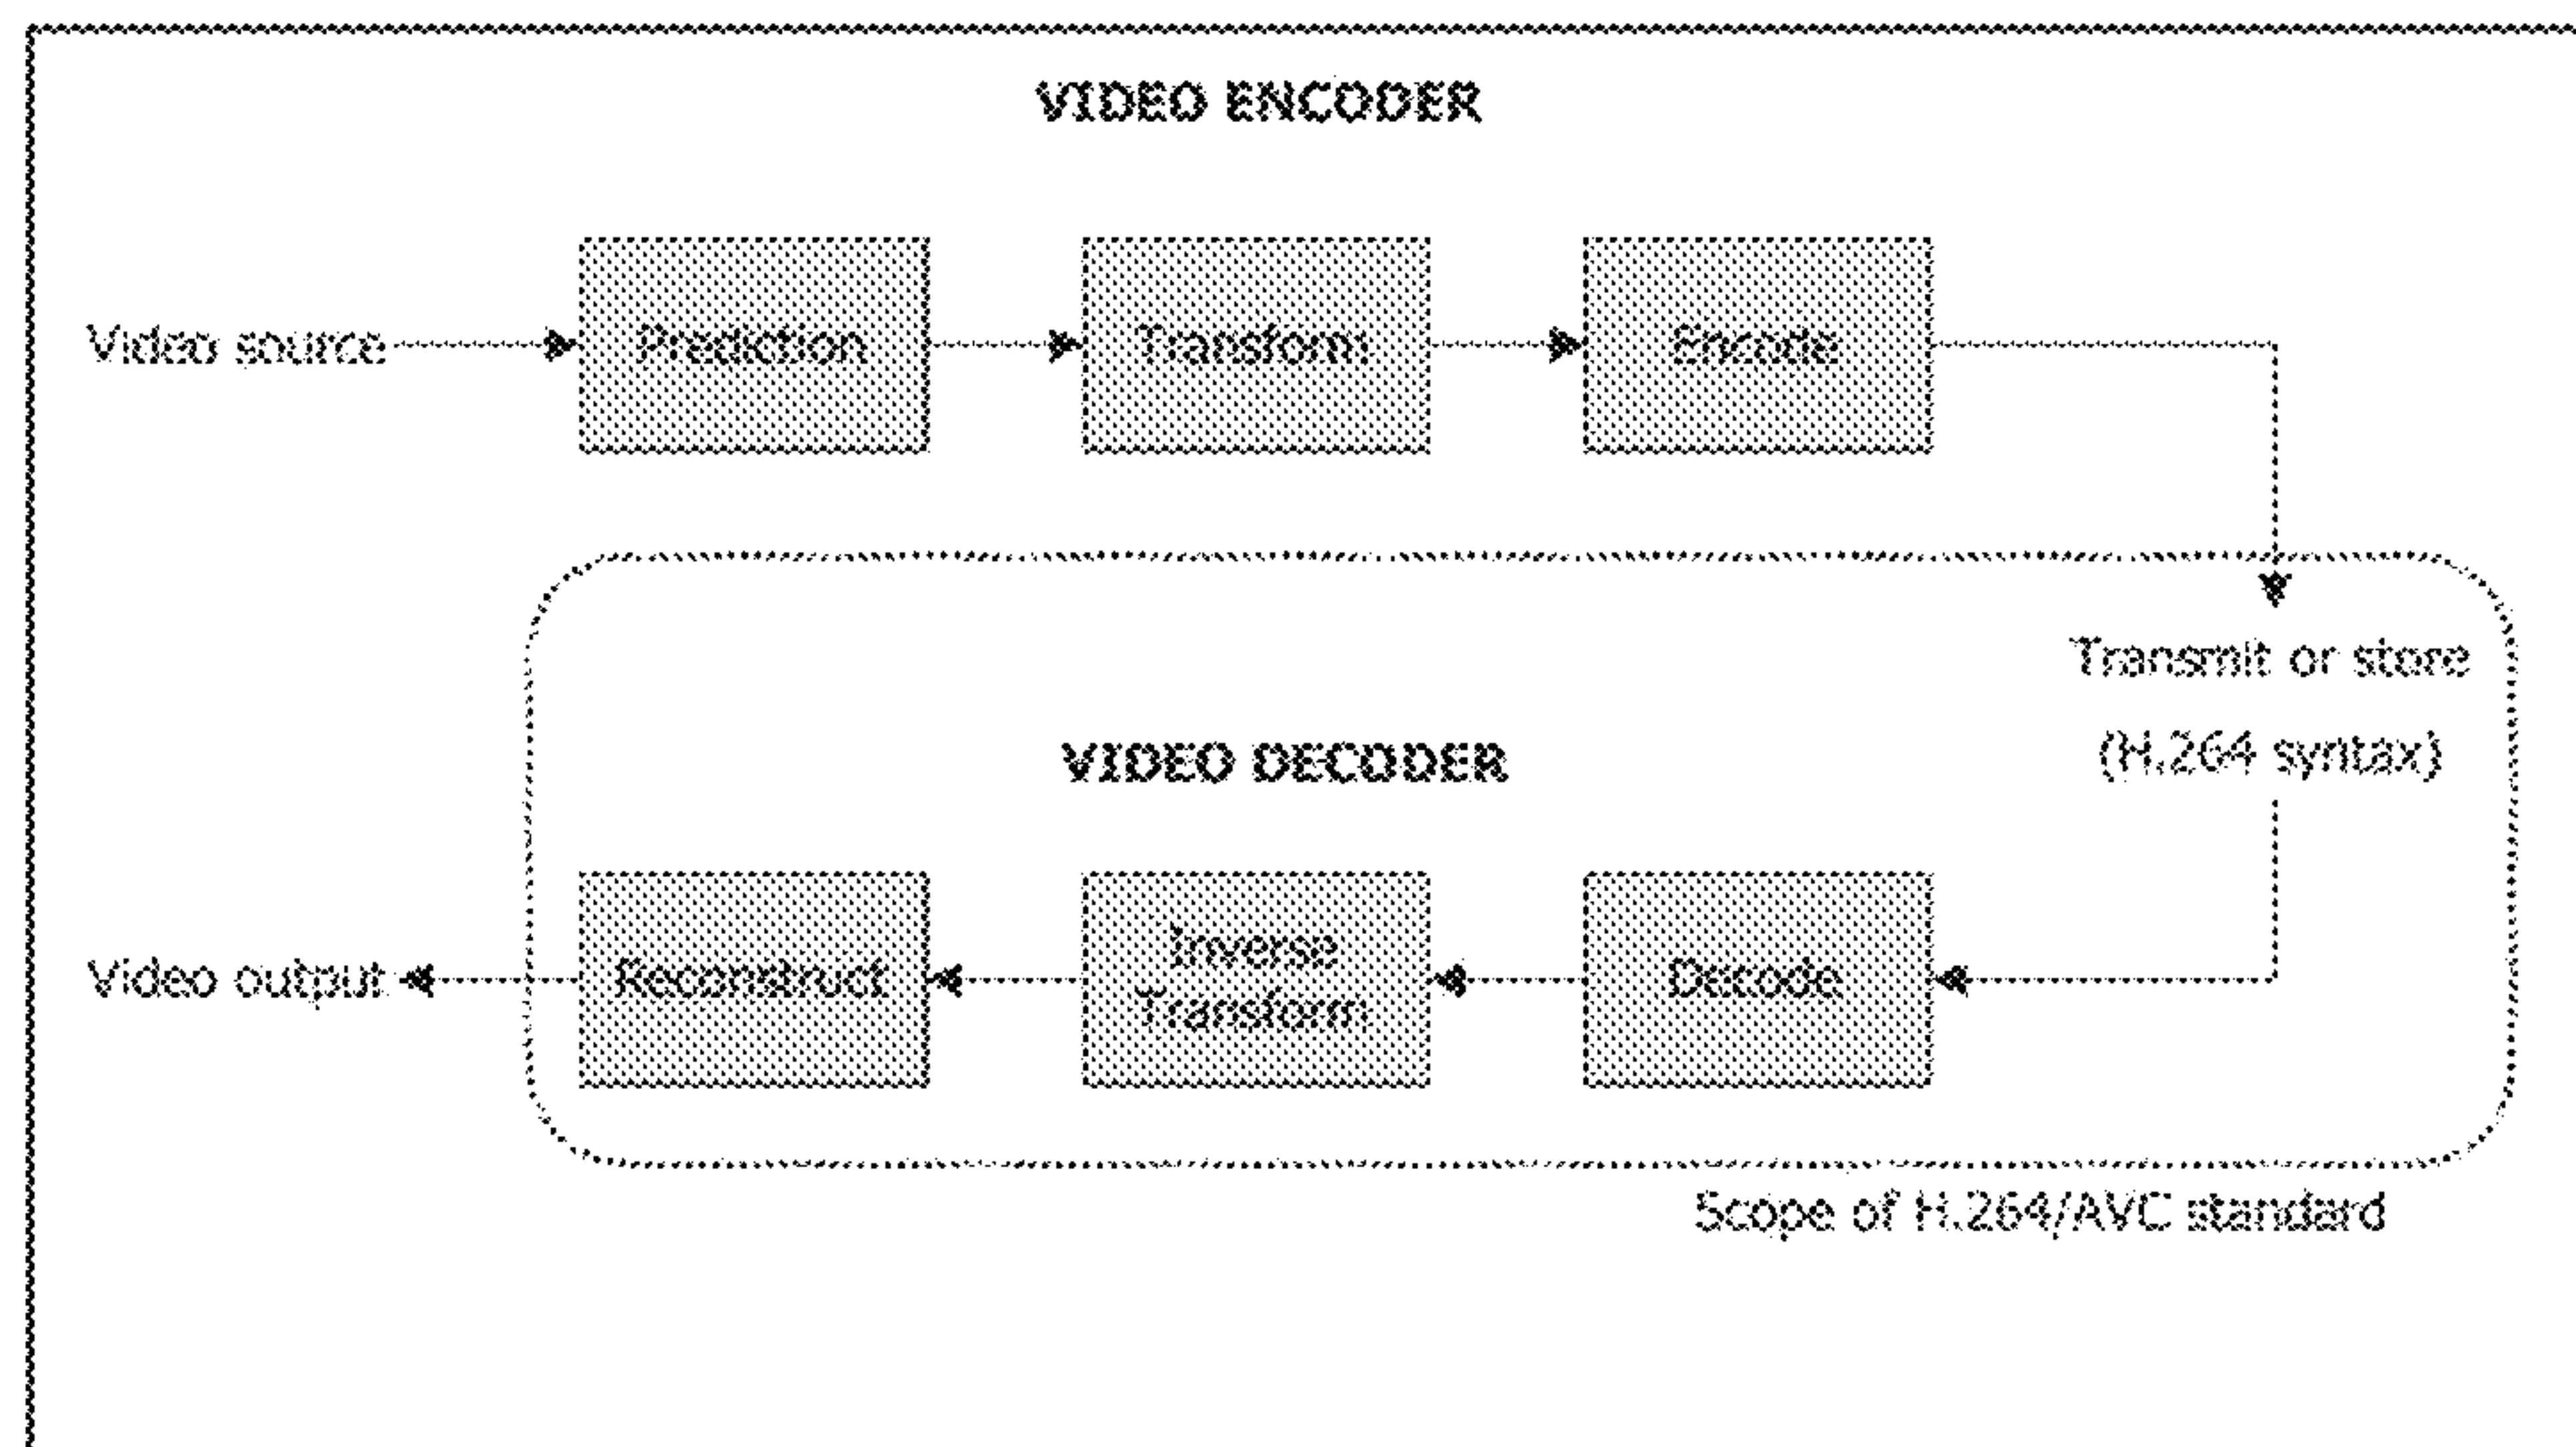 VIDEO ENCODER
Video source
Prediction
Transform
Encode
Transmit or store
(H.264 syntax)
VIDEO DECODER
Video output
Reconstruct
Inverse
Transform
Decode
Scope of H.264/AVC standard